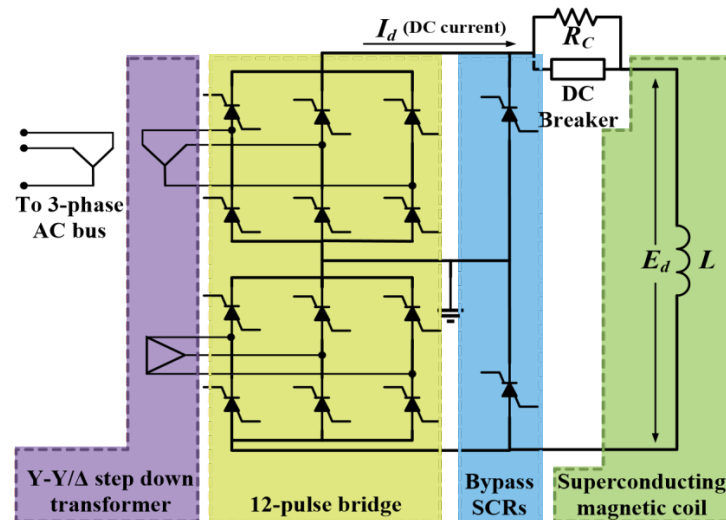 I_d (DC current)
R_C
DC
Breaker
To 3-phase
AC bus
E_d
L
Y-Y/Δ step down
transformer
12-pulse bridge
Bypass
SCRs
Superconducting
magnetic coil